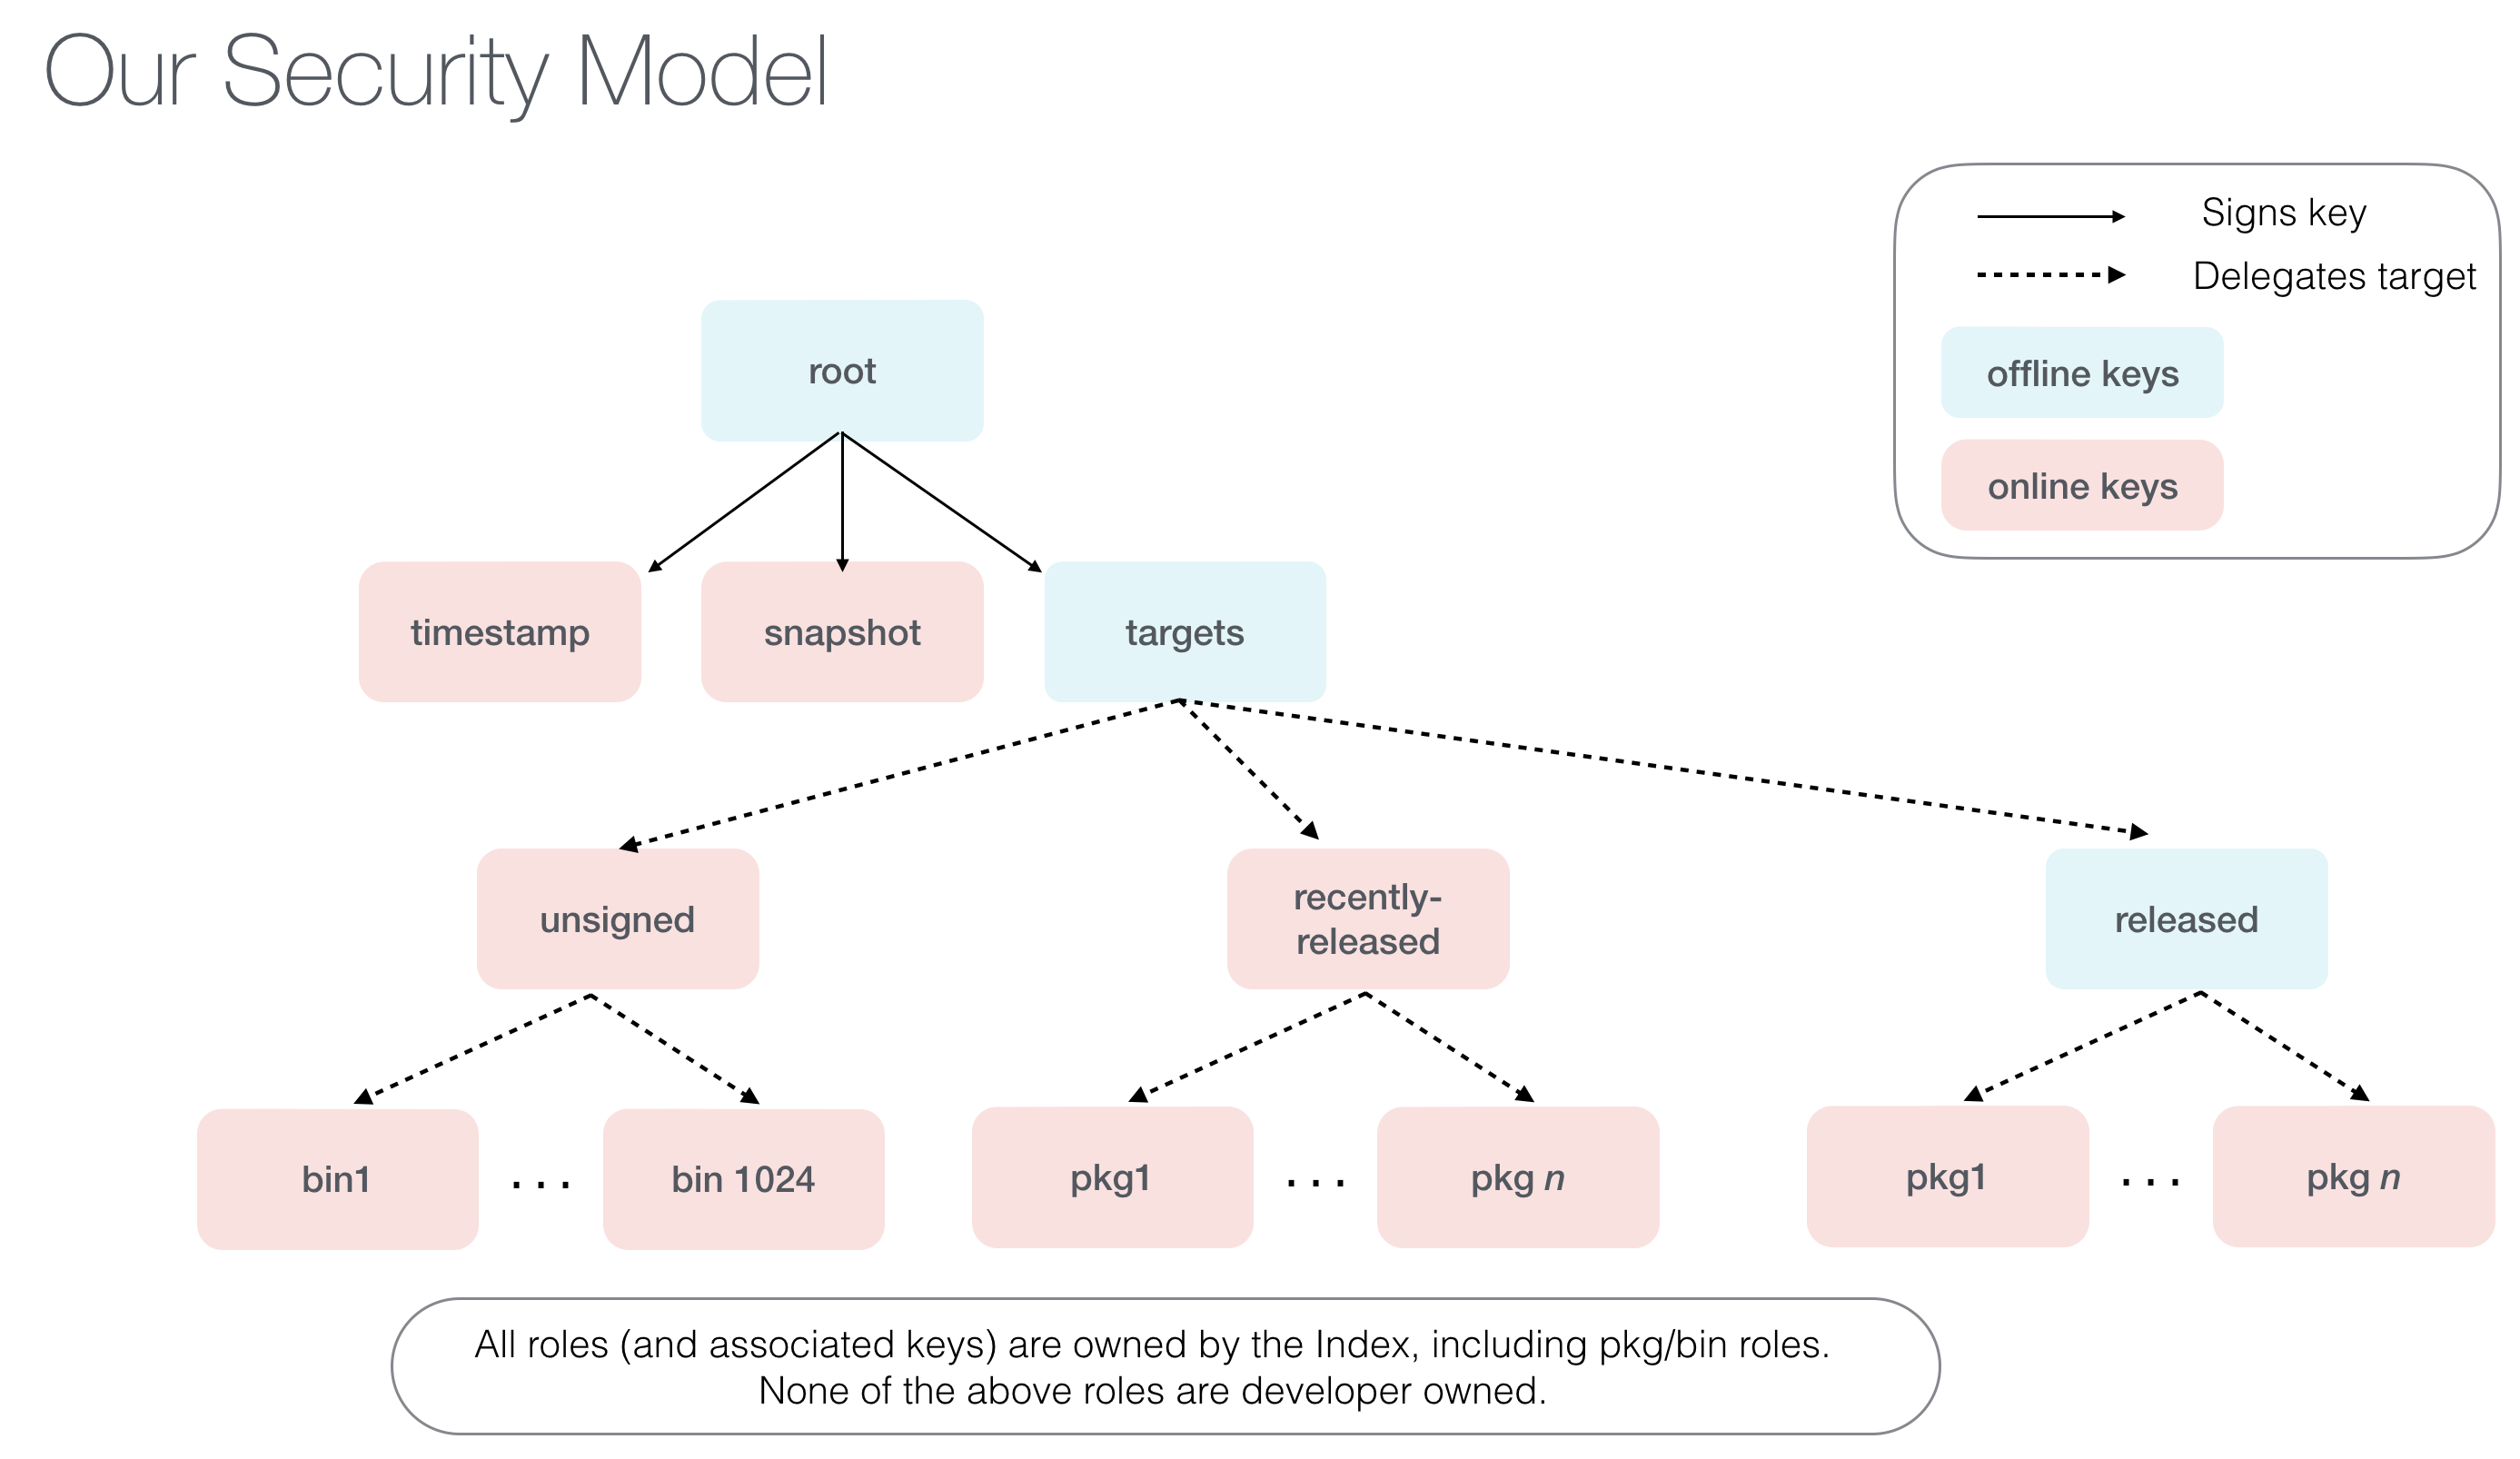 Our Security Model
Signs key
Delegates target
offline keys
online keys
root
timestamp
snapshot
targets
unsigned
recently-
released
released
bin1
...
bin 1024
pkg1
...
pkg n
pkg1
...
pkg n
All roles (and associated keys) are owned by the Index, including pkg/bin roles.
None of the above roles are developer owned.